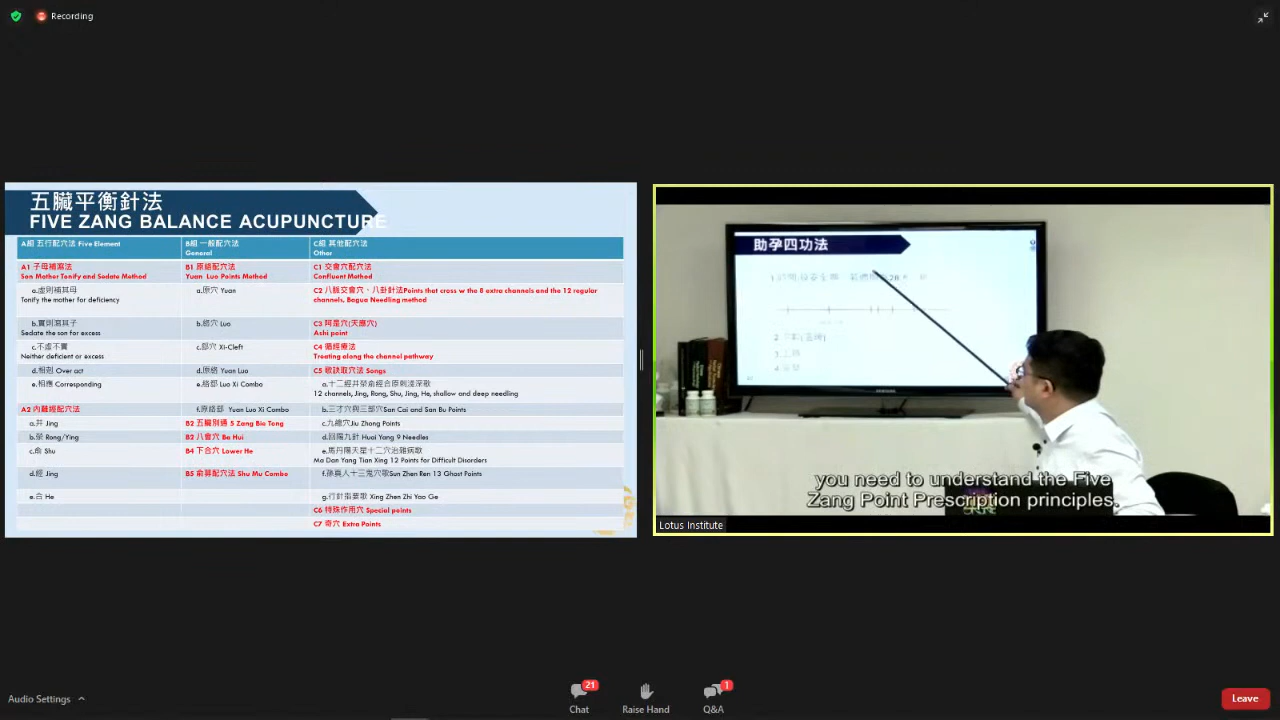 Recording
五臟平衡針法
FIVE ZANG BALANCE ACUPUNCTURE
A組 五行配穴法 Five Element
B組 一般配穴法
General
C組 其他配穴法
Other
A1 子母補瀉法
Son Mother Tonify and Sedate Method
B1 原絡配穴法
Yuan Luo Points Method
C1 交會穴配穴法
Confluent Method
a.虛則補其母
Tonify the mother for deficiency
a.原穴 Yuan
C2 八脈交會穴、八卦針法Points that cross w the 8 extra channels and the 12 regular
channels, Bagua Needling method
b.實則瀉其子
Sedate the son for excess
b.絡穴 Luo
C3 阿是穴(天應穴)
Ashi point
c.不虛不實
Neither deficient or excess
c.郄穴 Xi-Cleft
C4 循經療法
Treating along the channel pathway
d.相剋 Over act
d.原絡 Yuan Luo
C5 歌訣取穴法 Songs
e.相應 Corresponding
e.絡郄 Luo Xi Combo
a.十二經井滎俞經合原刺淺深歌
12 channels, Jing, Rong, Shu, Jing, He, shallow and deep needling
A2 內難經配穴法
f.原絡郄 Yuan Luo Xi Combo
b.三才穴與三部穴San Cai and San Bu Points
a.井 Jing
B2 五臟別通 5 Zang Bie Tong
c.九龍穴Jiu Zhong Points
b.滎 Rong/Ying
B2 八會穴 Ba Hui
d.回陽九針 Huai Yang 9 Needles
c.俞 Shu
B4 下合穴 Lower He
e.馬丹陽天星十二穴治雜病歌
Ma Dan Yang Tian Xing 12 Points for Difficult Disorders
d.經 Jing
B5 俞募配穴法 Shu Mu Combo
f.孫真人十三鬼穴歌Sun Zhen Ren 13 Ghost Points
e.合 He
g.行針指要歌 Xing Zhen Zhi Yao Ge
C6 特殊作用穴 Special points
C7 奇穴 Extra Points
助孕四功法
you need to understand the Five
Zang Point Prescription principles.
Lotus Institute
Audio Settings
21
Chat
Raise Hand
1
Q&A
Leave